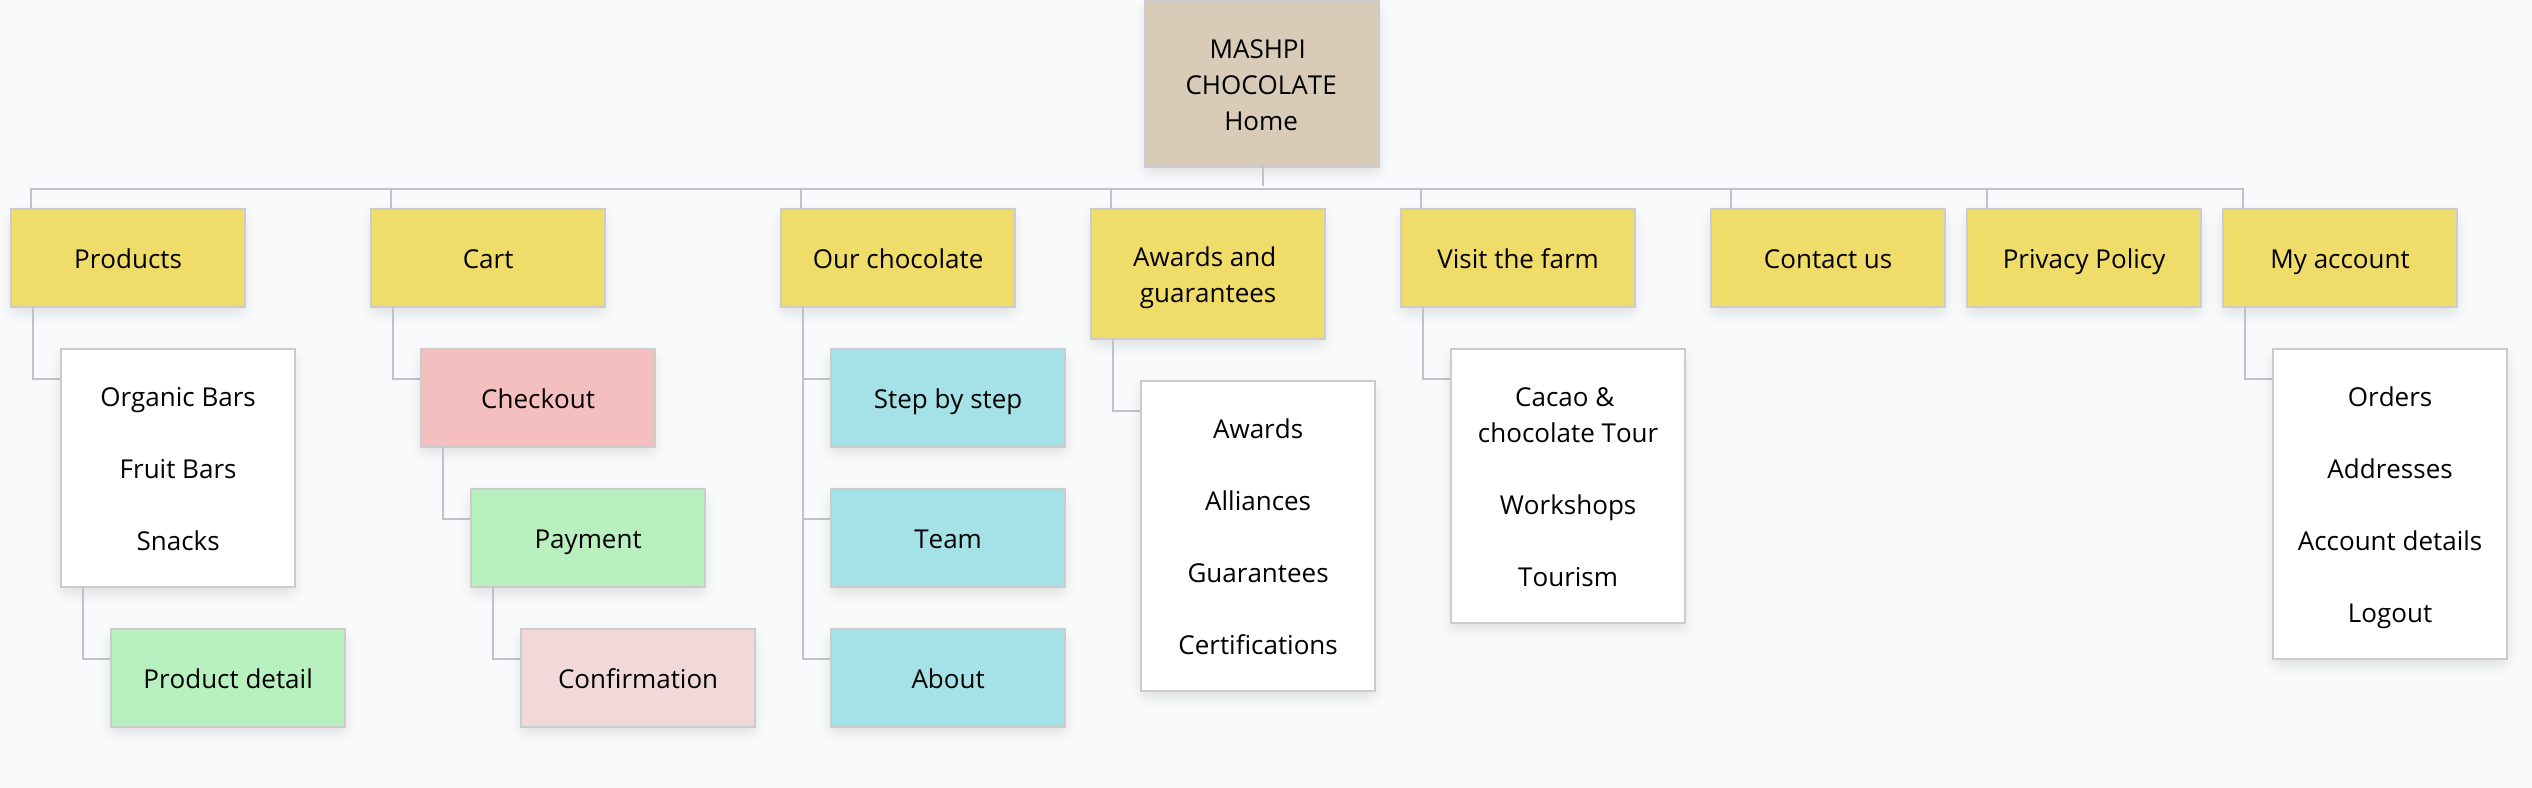 MASHPI
CHOCOLATE
Home
Products
Cart
Our chocolate
Awards and
guarantees
Visit the farm
Contact us
Privacy Policy
My account
Organic Bars
Fruit Bars
Snacks
Product detail
Checkout
Payment
Confirmation
Step by step
Team
About
Awards
Alliances
Guarantees
Certifications
Cacao &
chocolate Tour
Workshops
Tourism
Orders
Addresses
Account details
Logout